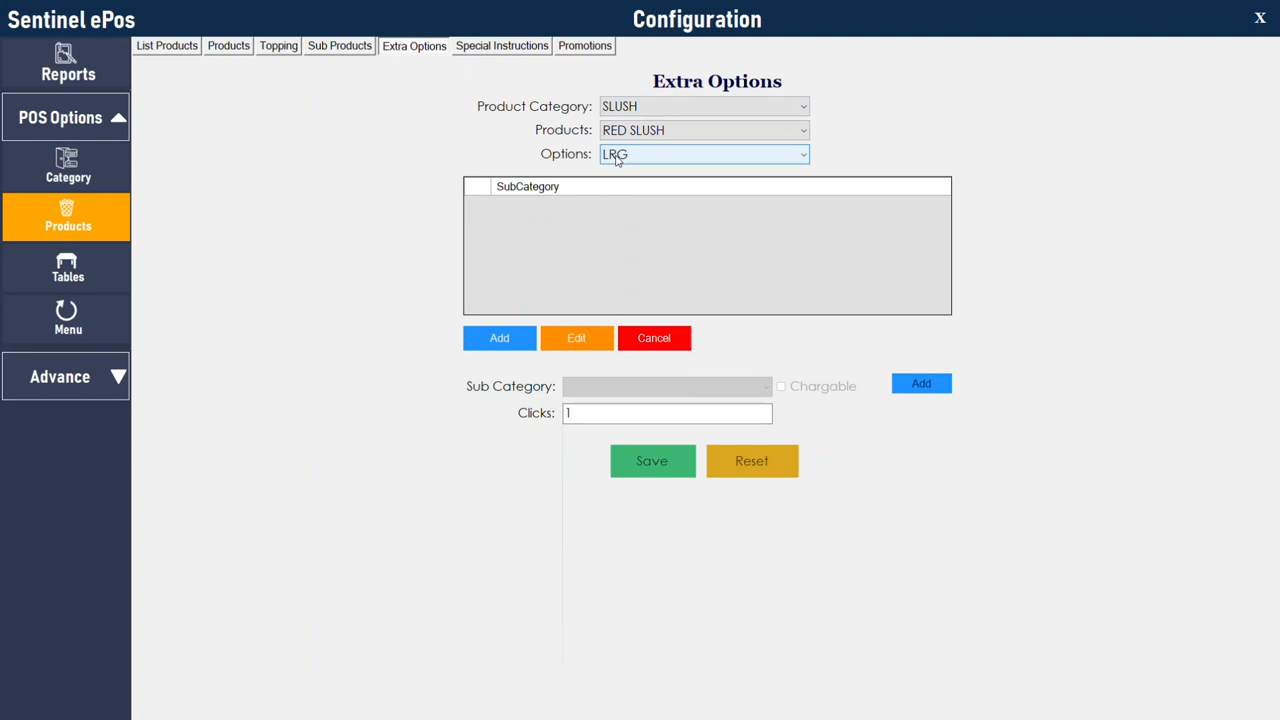 Sentinel ePos
Configuration
X
List Products
Products
Topping
Sub Products
Extra Options
Special Instructions
Promotions
Reports
POS Options
Category
Products
Tables
Menu
Advance
Extra Options
Product Category: SLUSH
Products: RED SLUSH
Options: LRG
SubCategory
Add
Edit
Cancel
Sub Category:
Chargable
Add
Clicks: 1
Save
Reset